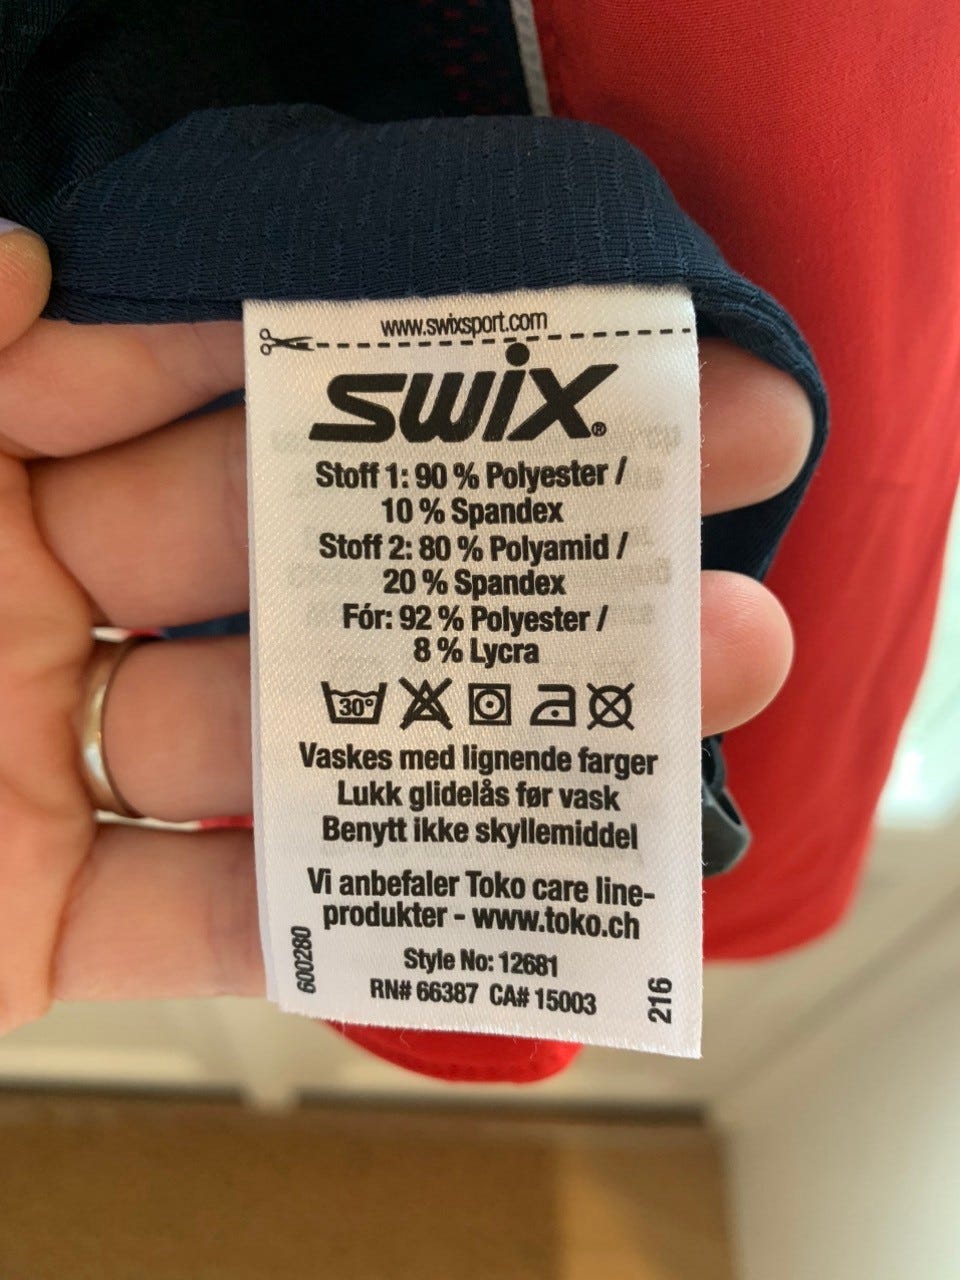 www.swixsport.com
swix®
Stoff 1: 90 % Polyester /
10 % Spandex
Stoff 2: 80 % Polyamid /
20 % Spandex
Fór: 92 % Polyester /
8 % Lycra
30°
Vaskes med lignende farger
Lukk glidelås før vask
Benytt ikke skyllemiddel
Vi anbefaler Toko care line-
produkter - www.toko.ch
Style No: 12681
RN# 66387 CA# 15003
600280
216